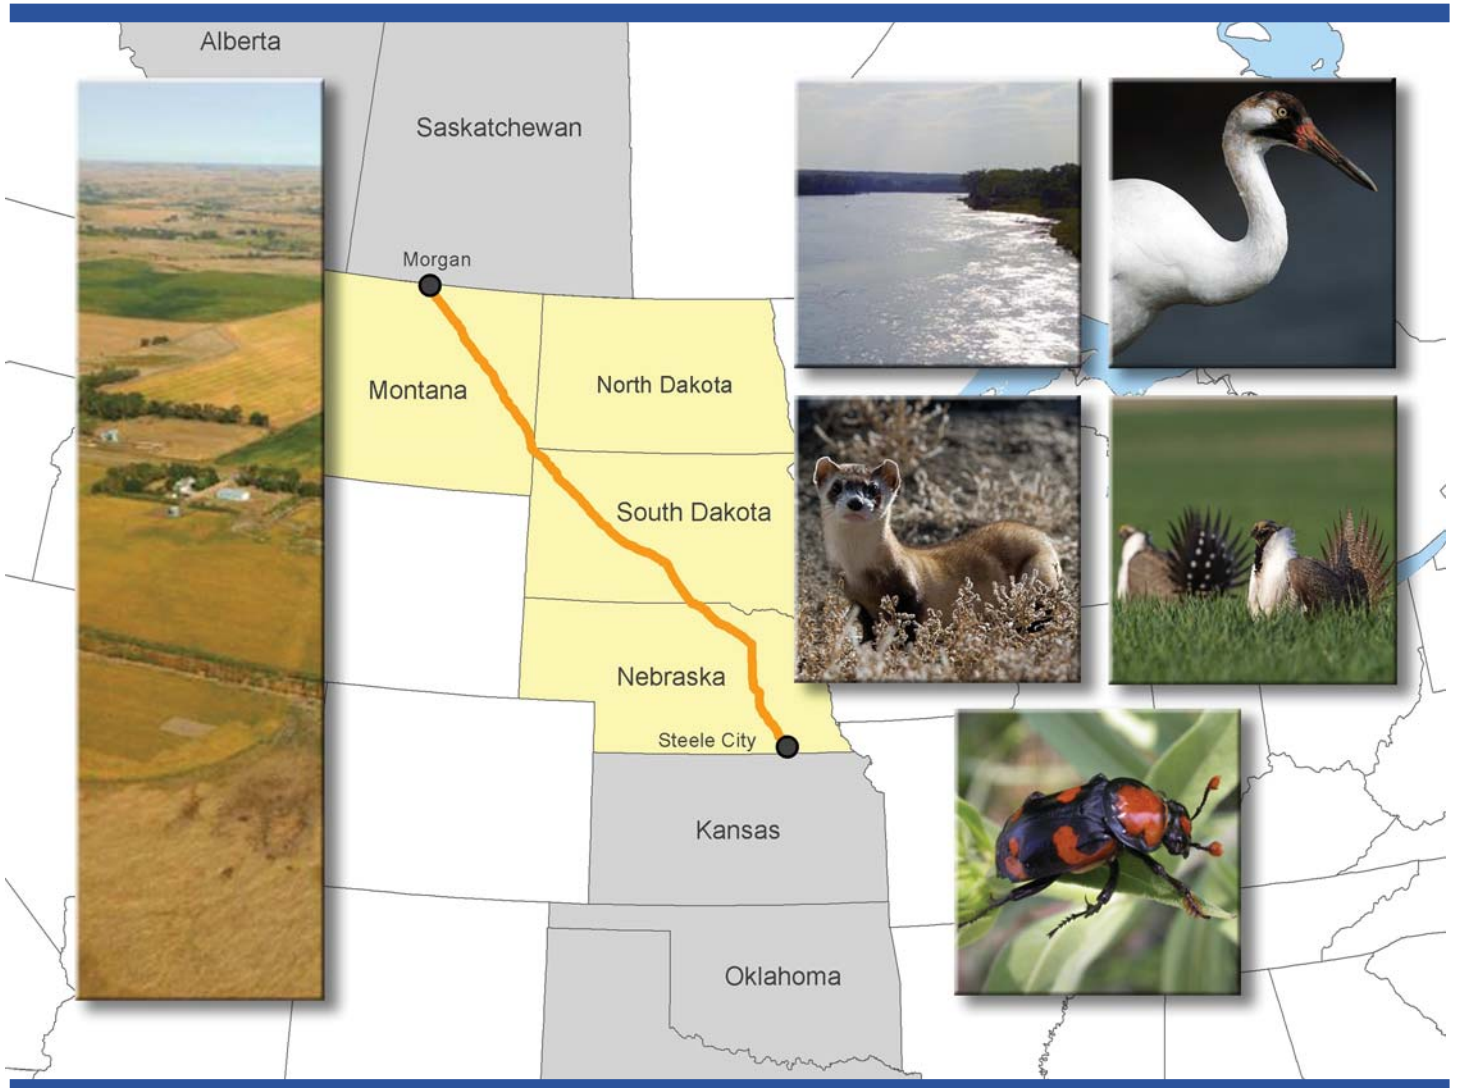 Alberta
Saskatchewan
Morgan
Montana
North Dakota
South Dakota
Nebraska
Steele City
Kansas
Oklahoma